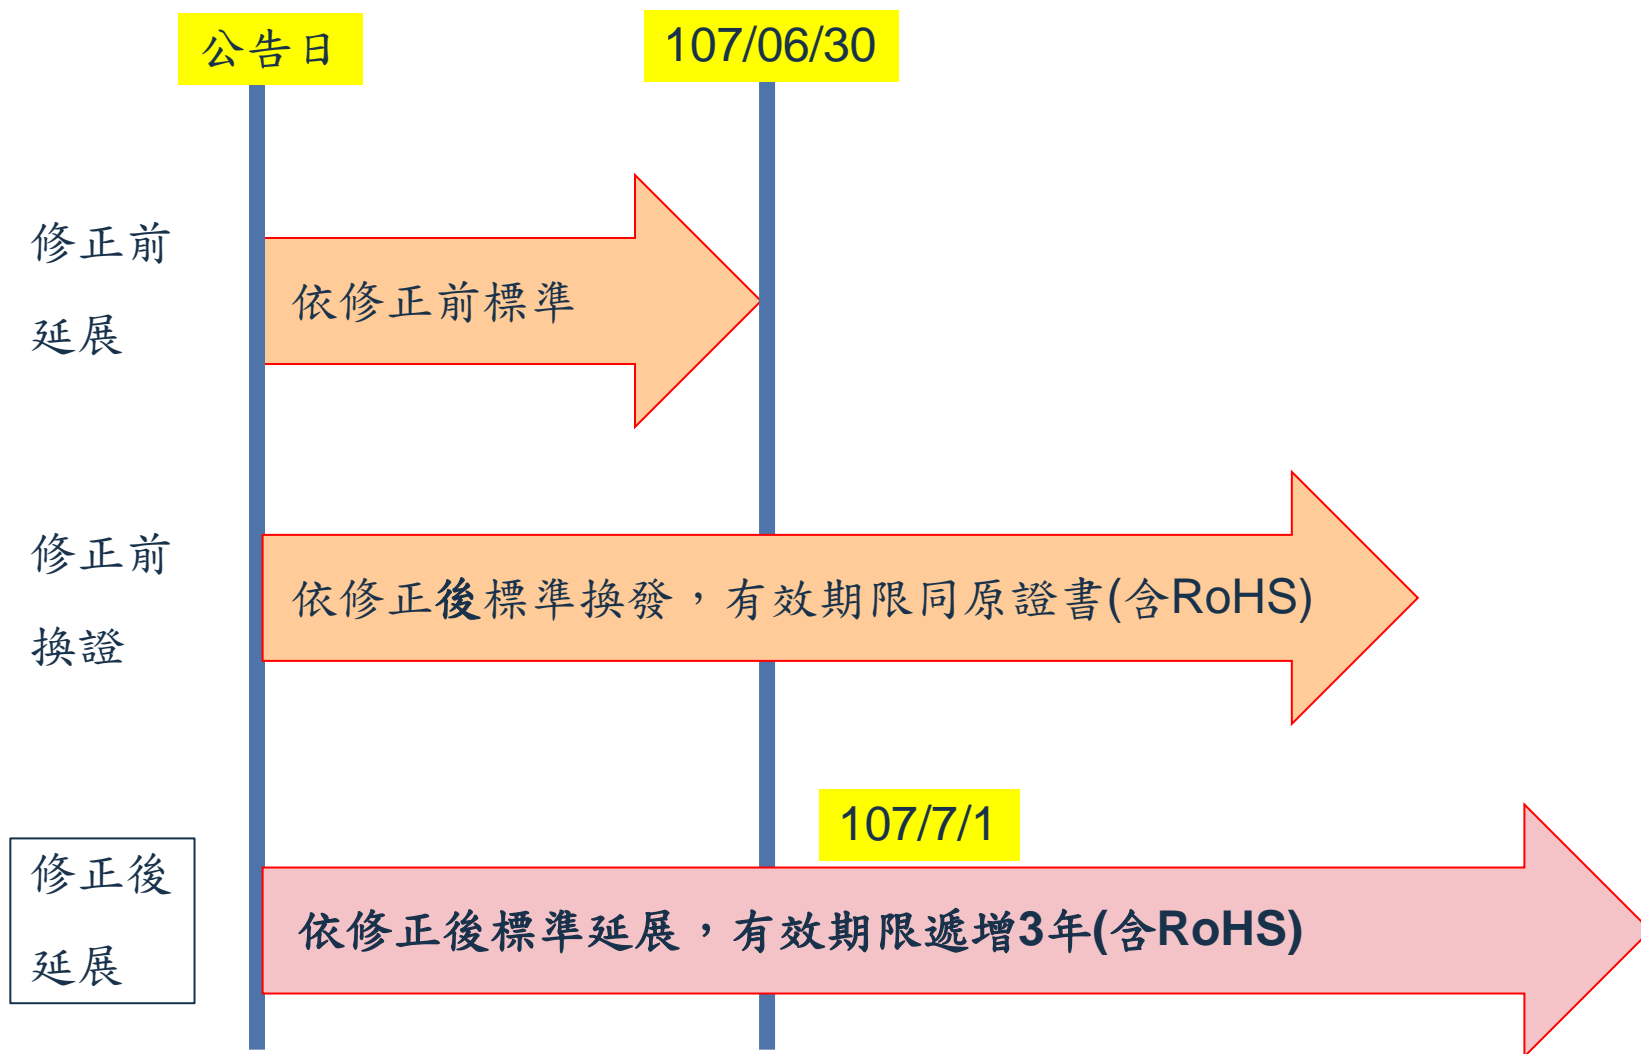 公告日
107/06/30
修正前
延展
依修正前標準
修正前
換證
依修正後標準換發，有效期限同原證書(含RoHS)
107/7/1
修正後
延展
依修正後標準延展，有效期限遞增3年(含RoHS)